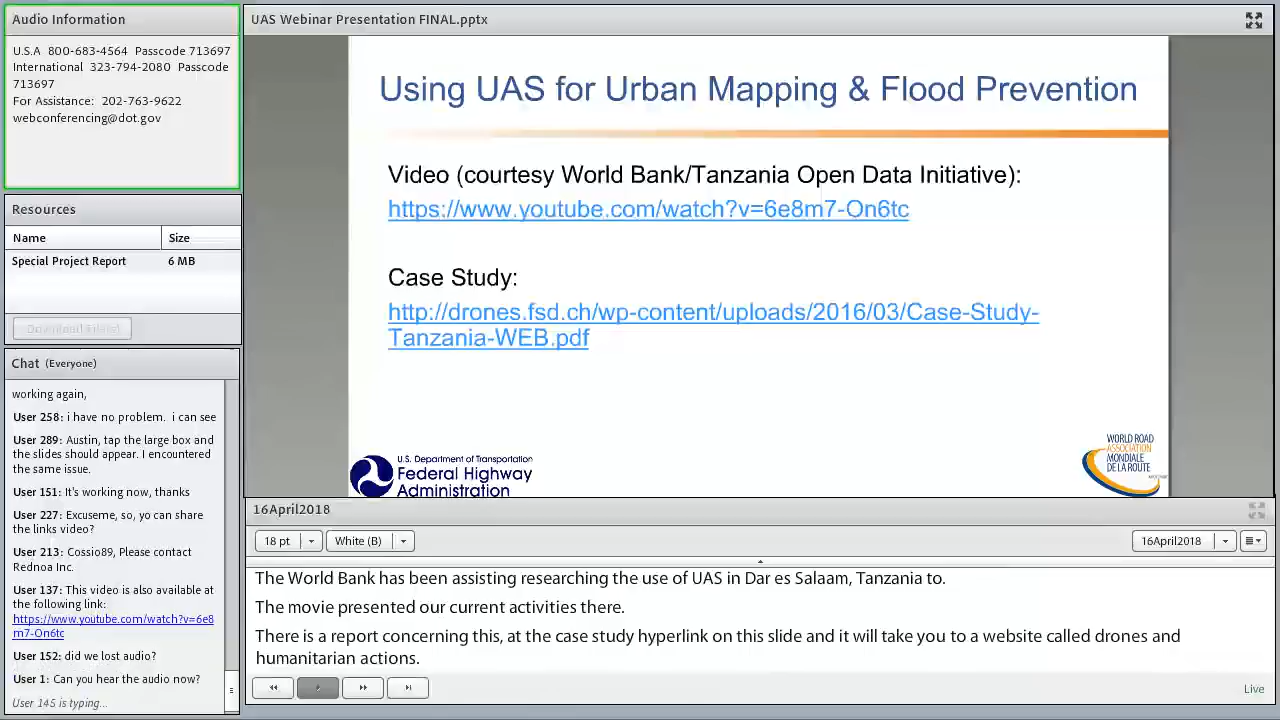 Audio Information
U.S.A 800-683-4564 Passcode 713697
International 323-794-2080 Passcode
713697
For Assistance: 202-763-9622
webconferencing@dot.gov
Resources
Name Size
Special Project Report 6 MB
Download File(s)
Chat (Everyone)
working again,
User 258: i have no problem. i can see
User 289: Austin, tap the large box and
the slides should appear. I encountered
the same issue.
User 151: It's working now, thanks
User 227: Excuseme, so, yo can share
the links video?
User 213: Cossio89, Please contact
Rednoa Inc.
User 137: This video is also available at
the following link:
https://www.youtube.com/watch?v=6e8
m7-On6tc
User 152: did we lost audio?
User 1: Can you hear the audio now?
User 145 is typing...
UAS Webinar Presentation FINAL.pptx
Using UAS for Urban Mapping & Flood Prevention
Video (courtesy World Bank/Tanzania Open Data Initiative):
https://www.youtube.com/watch?v=6e8m7-On6tc
Case Study:
http://drones.fsd.ch/wp-content/uploads/2016/03/Case-Study-
Tanzania-WEB.pdf
U.S. Department of Transportation
Federal Highway
Administration
WORLD ROAD
ASSOCIATION
MONDIALE
DE LA ROUTE
16April2018
18 pt White (B) 16April2018
The World Bank has been assisting researching the use of UAS in Dar es Salaam, Tanzania to.
The movie presented our current activities there.
There is a report concerning this, at the case study hyperlink on this slide and it will take you to a website called drones and
humanitarian actions.
Live